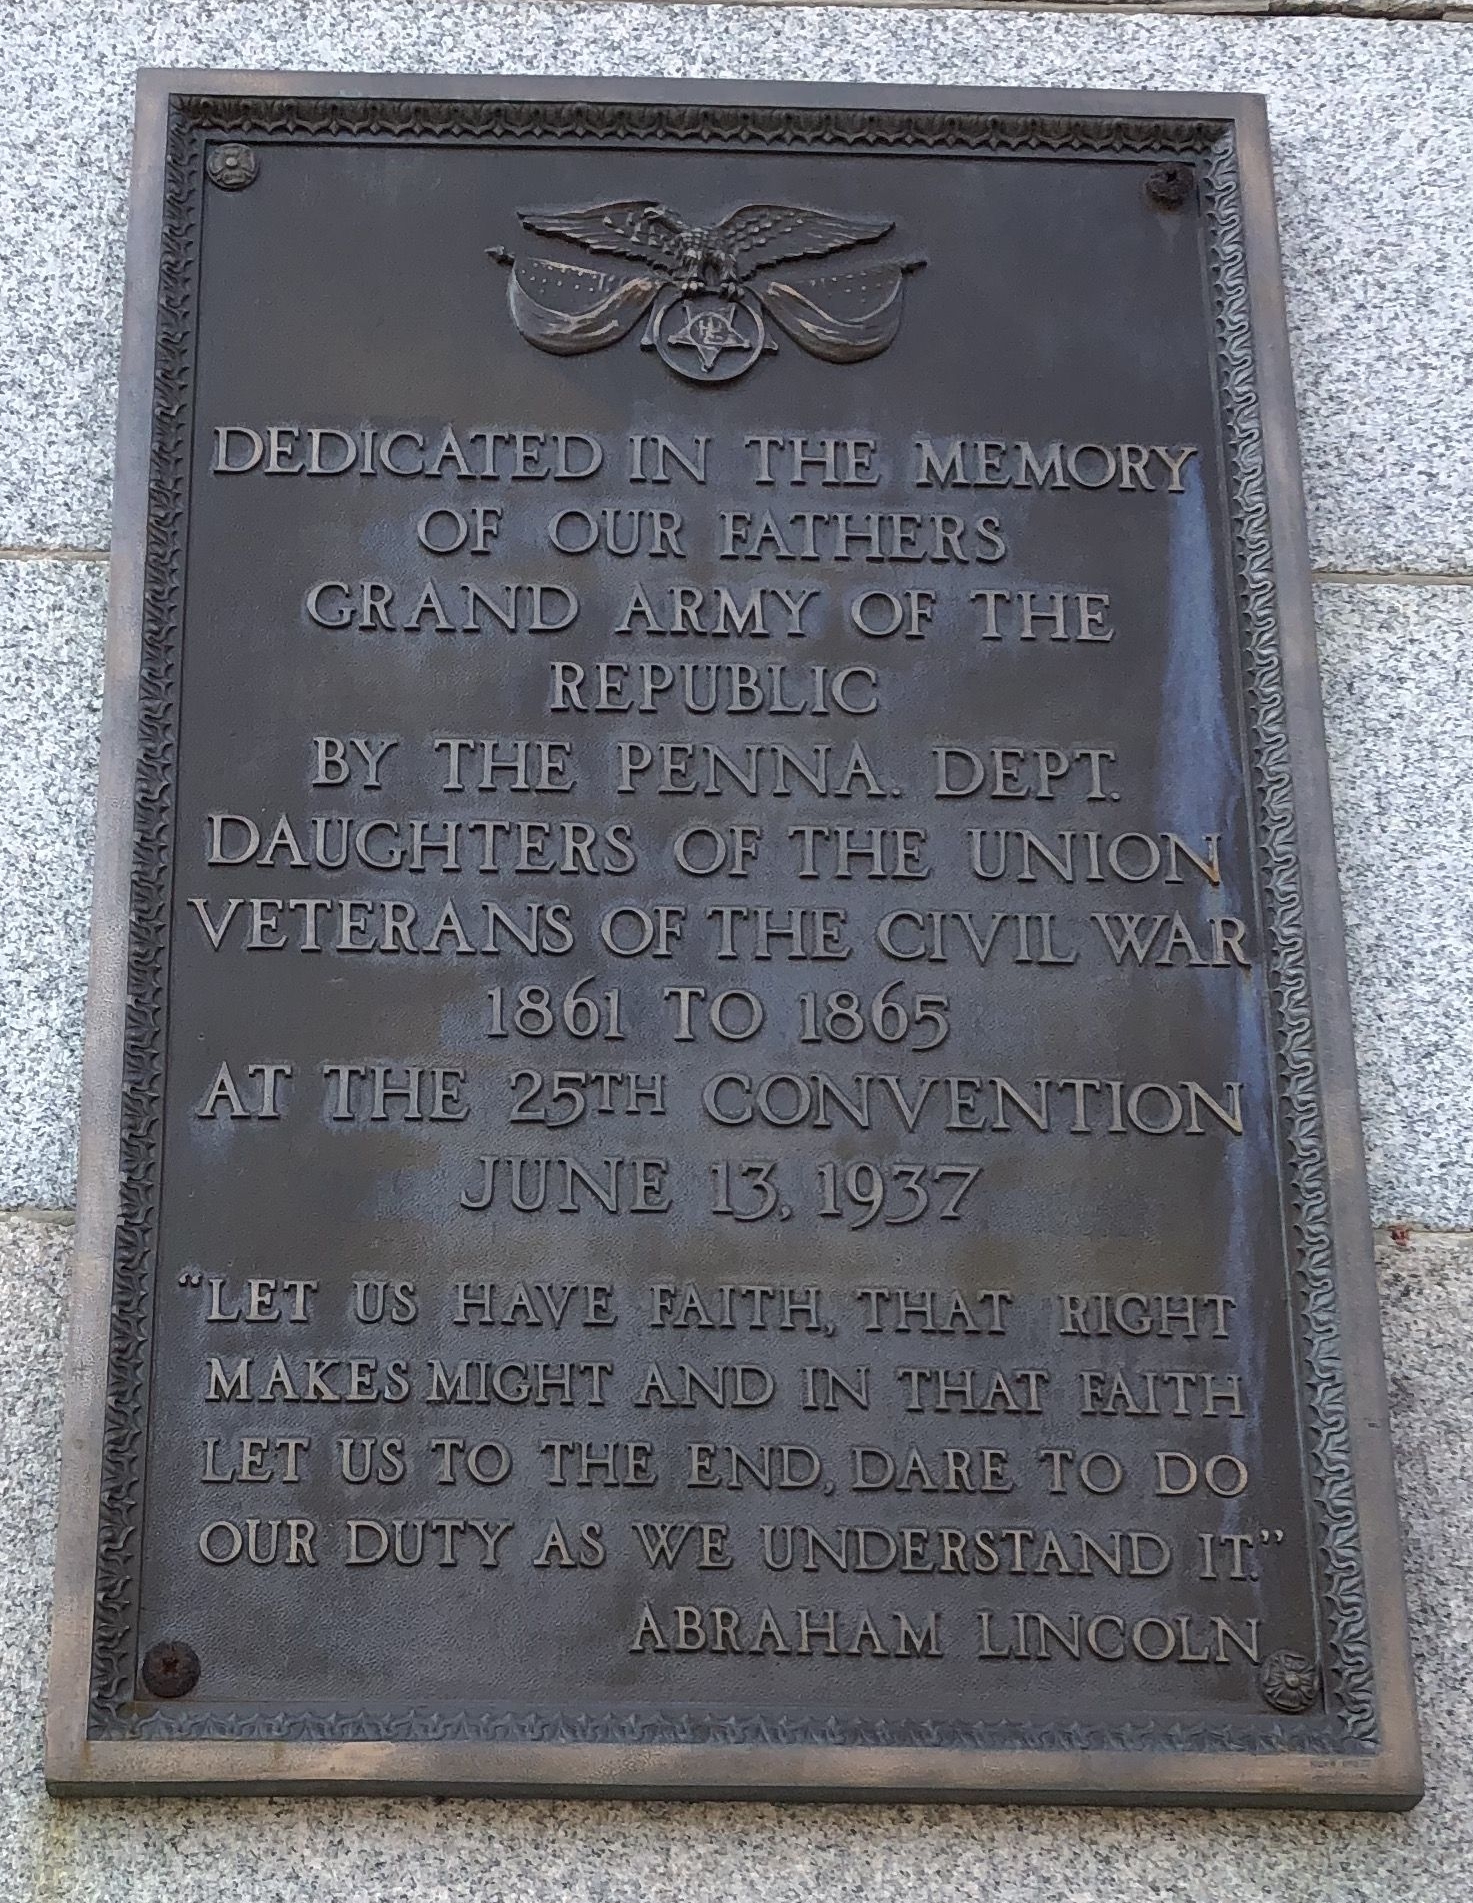 DEDICATED IN THE MEMORY
OF OUR FATHERS
GRAND ARMY OF THE
REPUBLIC
BY THE PENNA. DEPT.
DAUGHTERS OF THE UNION
VETERANS OF THE CIVIL WAR
1861 TO 1865
AT THE 25TH CONVENTION
JUNE 13, 1937
“LET US HAVE FAITH, THAT RIGHT
MAKES MIGHT AND IN THAT FAITH
LET US TO THE END, DARE TO DO
OUR DUTY AS WE UNDERSTAND IT.”
ABRAHAM LINCOLN